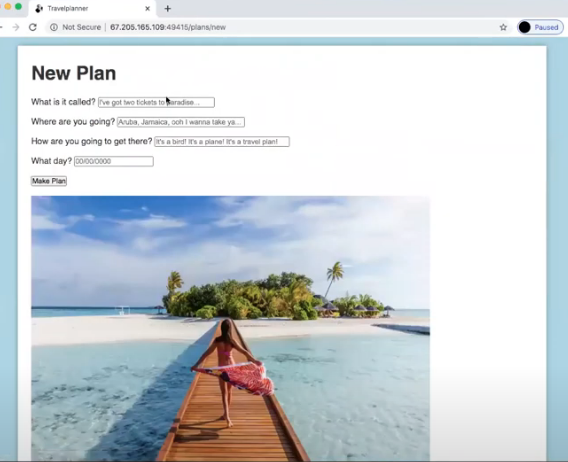 Travelplanner
Not Secure | 67.205.165.109:49415/plans/new
Paused
New Plan
What is it called? I've got two tickets to paradise...
Where are you going? Aruba, Jamaica, ooh I wanna take ya...
How are you going to get there? It's a bird! It's a plane! It's a travel plan!
What day? 00/00/0000
Make Plan